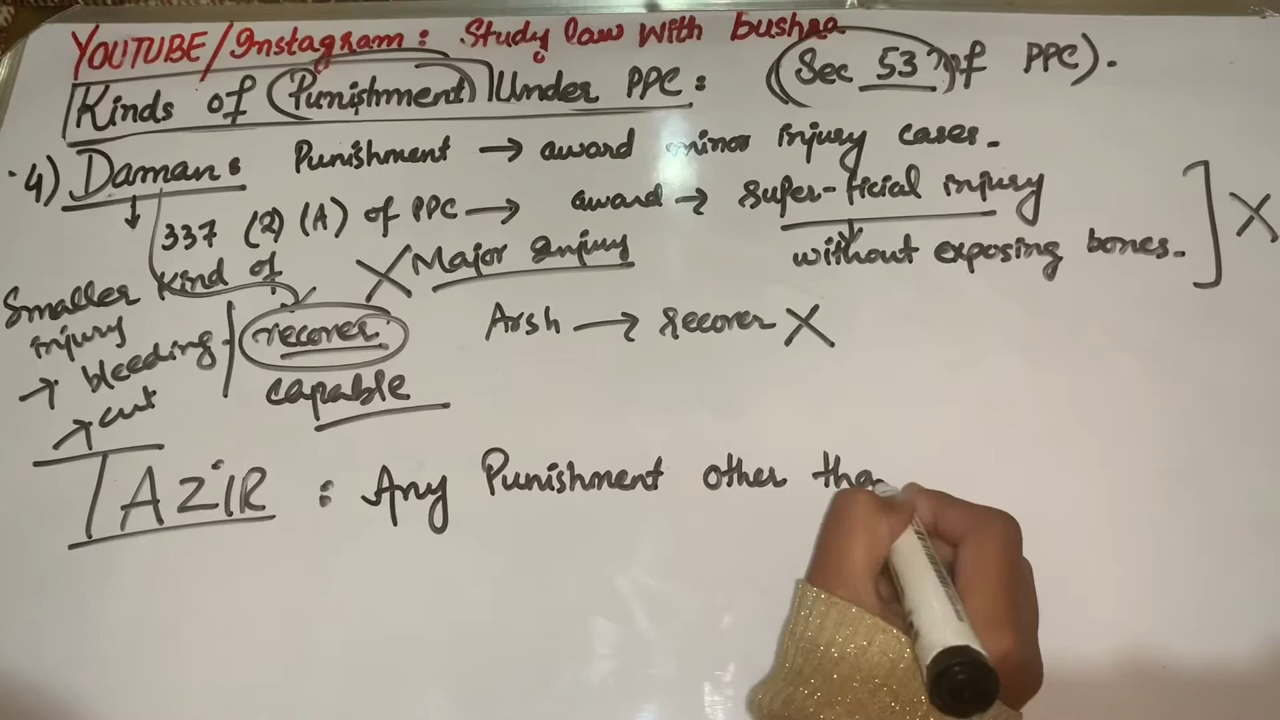 YOUTUBE/Instagram: Study law with bushra
Kinds of (Punishment) Under PPC: (Sec 53 of PPC).
4) Daman: Punishment → award minor injury cases.
337 (2) (A) of PPC → award → super-ficial injury
without exposing bones.
] X
kind of X Major injury
Smaller injury
→ bleeding
→ cut
recover
capable
Arsh → recover X
TAZIR : Any Punishment other tha